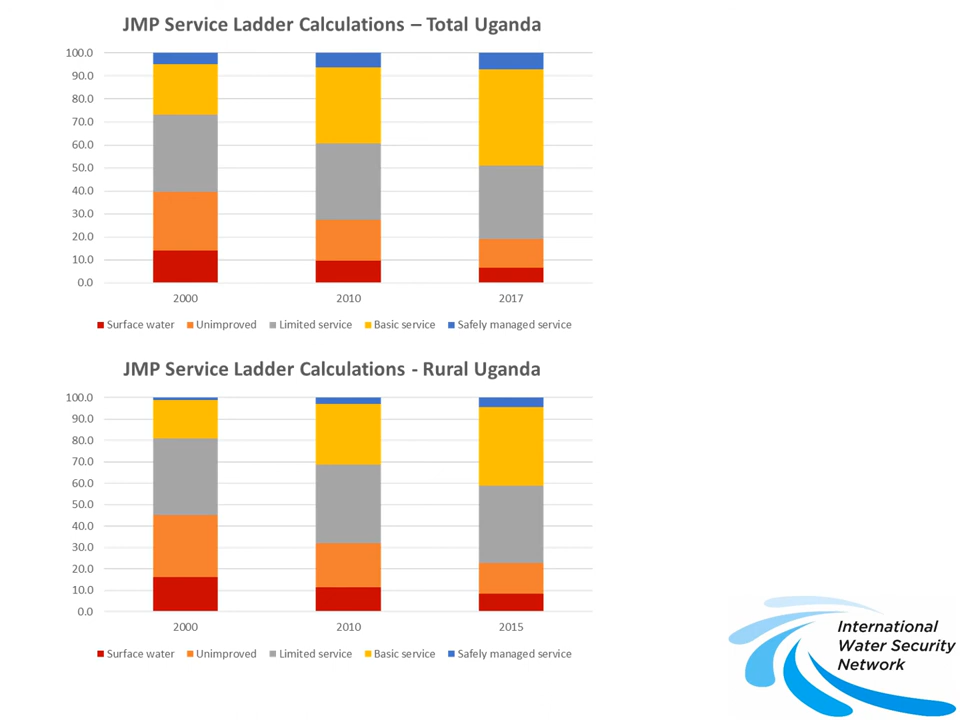 JMP Service Ladder Calculations – Total Uganda
100.0
90.0
80.0
70.0
60.0
50.0
40.0
30.0
20.0
10.0
0.0
2000 2010 2017
Surface water Unimproved Limited service Basic service Safely managed service
JMP Service Ladder Calculations - Rural Uganda
100.0
90.0
80.0
70.0
60.0
50.0
40.0
30.0
20.0
10.0
0.0
2000 2010 2015
Surface water Unimproved Limited service Basic service Safely managed service
International
Water Security
Network